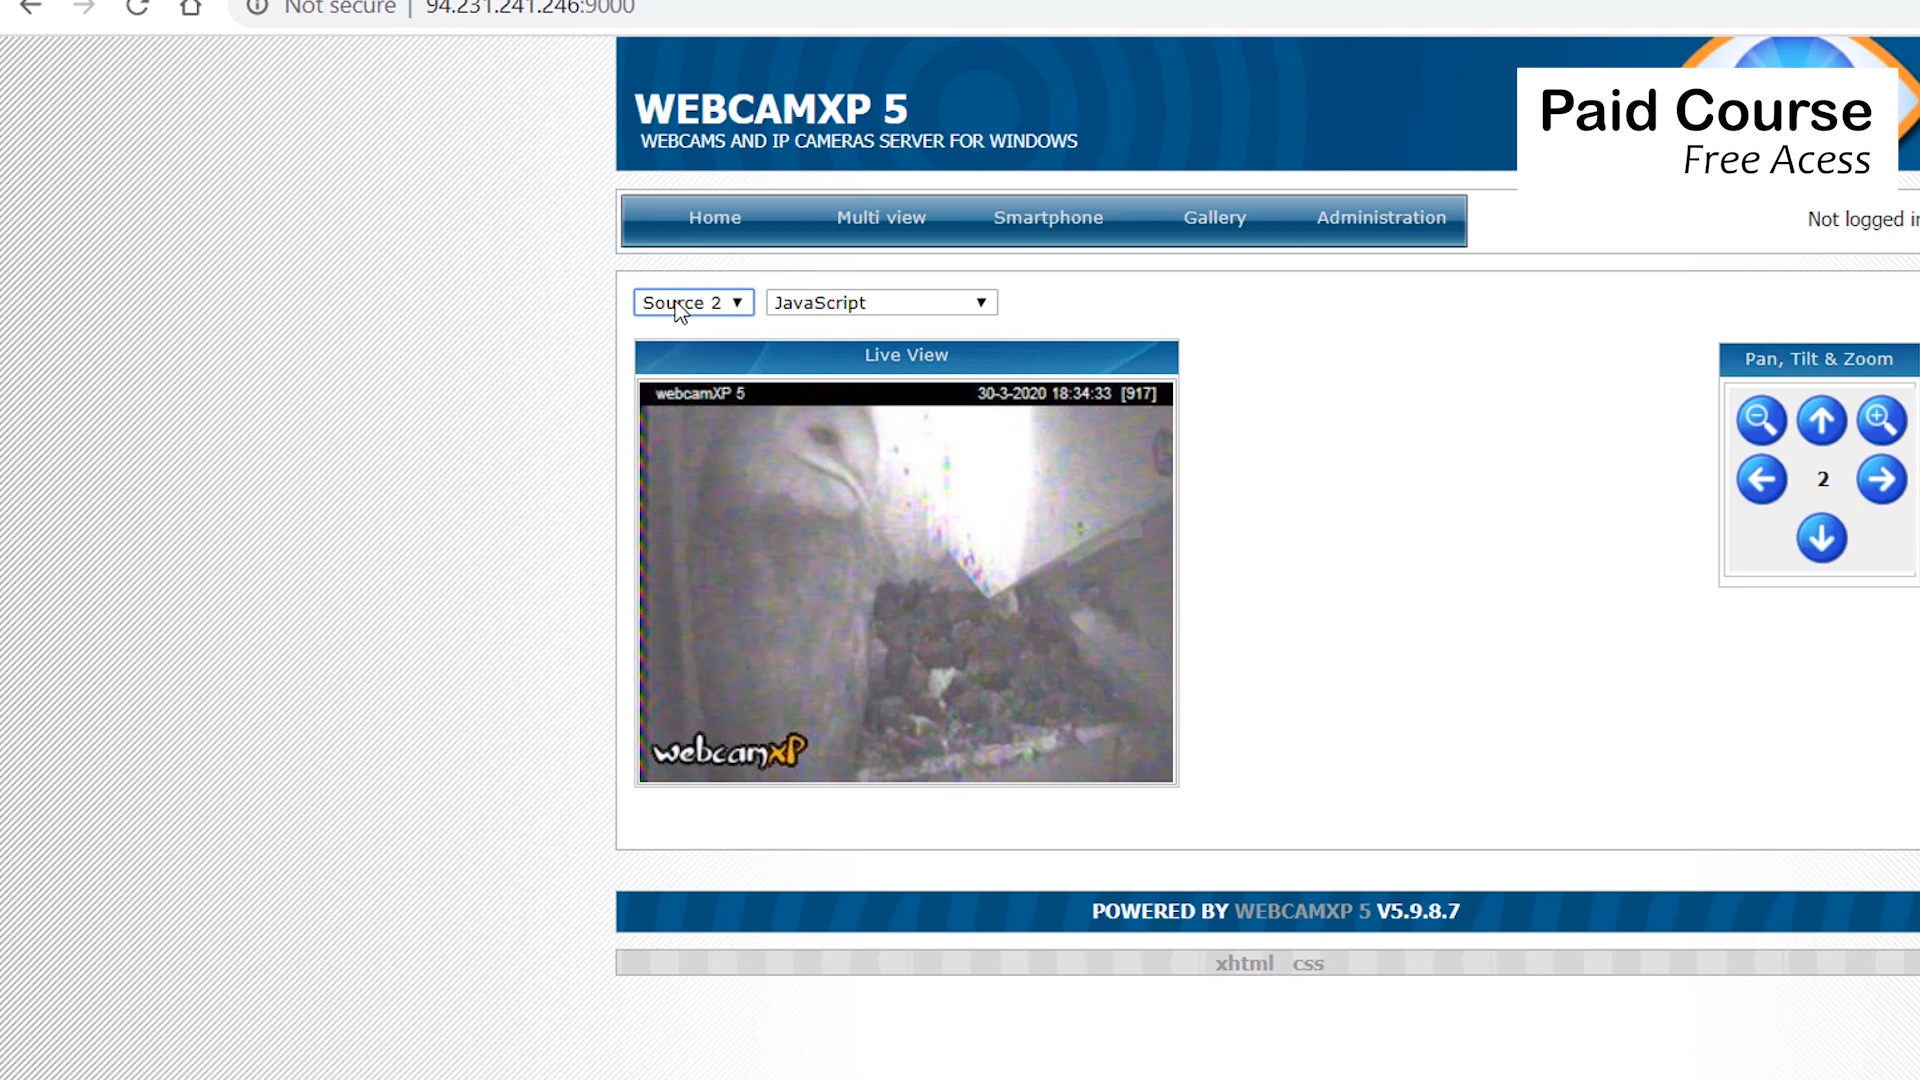 Not secure | 94.231.241.246:9000
WEBCAMXP 5
WEBCAMS AND IP CAMERAS SERVER FOR WINDOWS
Paid Course
Free Acess
Home Multi view Smartphone Gallery Administration
Not logged in
Source 2 ▼ JavaScript ▼
Live View
Pan, Tilt & Zoom
webcamXP 5 30-3-2020 18:34:33 [917]
2
webcamXP
POWERED BY WEBCAMXP 5 V5.9.8.7
xhtml css